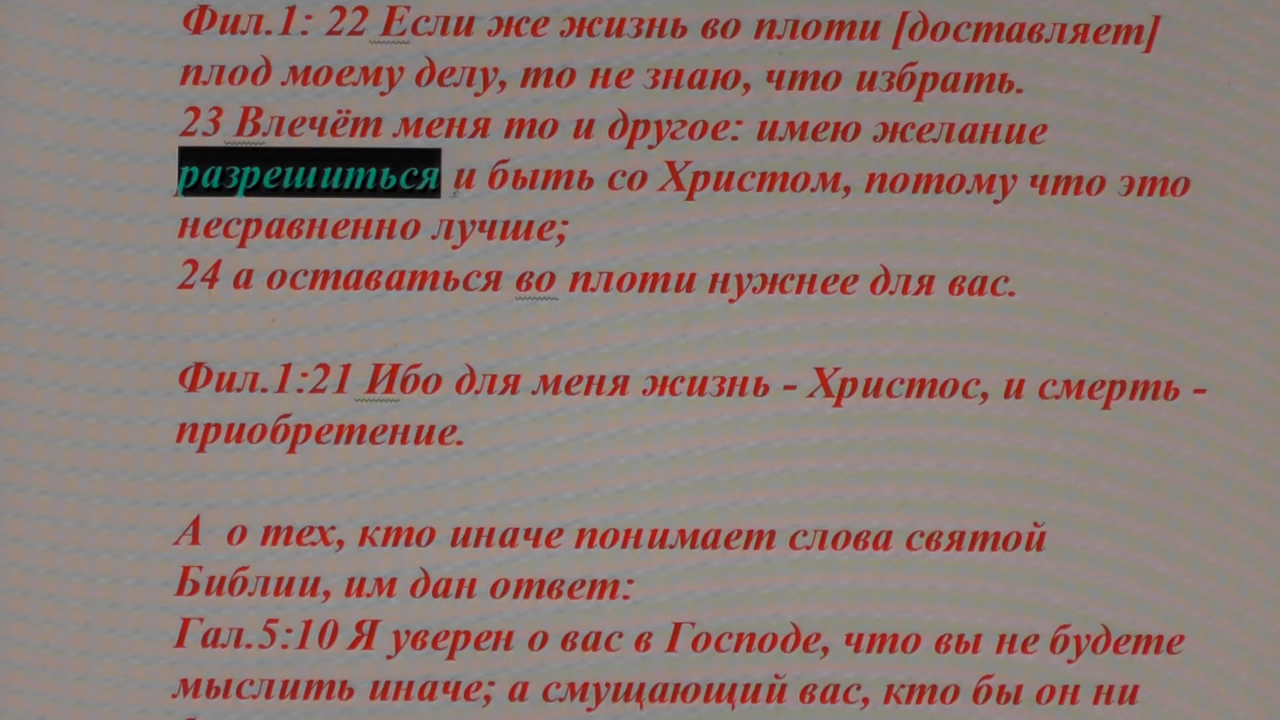 Фил.1: 22 Если же жизнь во плоти [доставляет]
плод моему делу, то не знаю, что избрать.
23 Влечёт меня то и другое: имею желание
разрешиться и быть со Христом, потому что это
несравненно лучше;
24 а оставаться во плоти нужнее для вас.
Фил.1:21 Ибо для меня жизнь - Христос, и смерть -
приобретение.
А о тех, кто иначе понимает слова святой
Библии, им дан ответ:
Гал.5:10 Я уверен о вас в Господе, что вы не будете
мыслить иначе; а смущающий вас, кто бы он ни